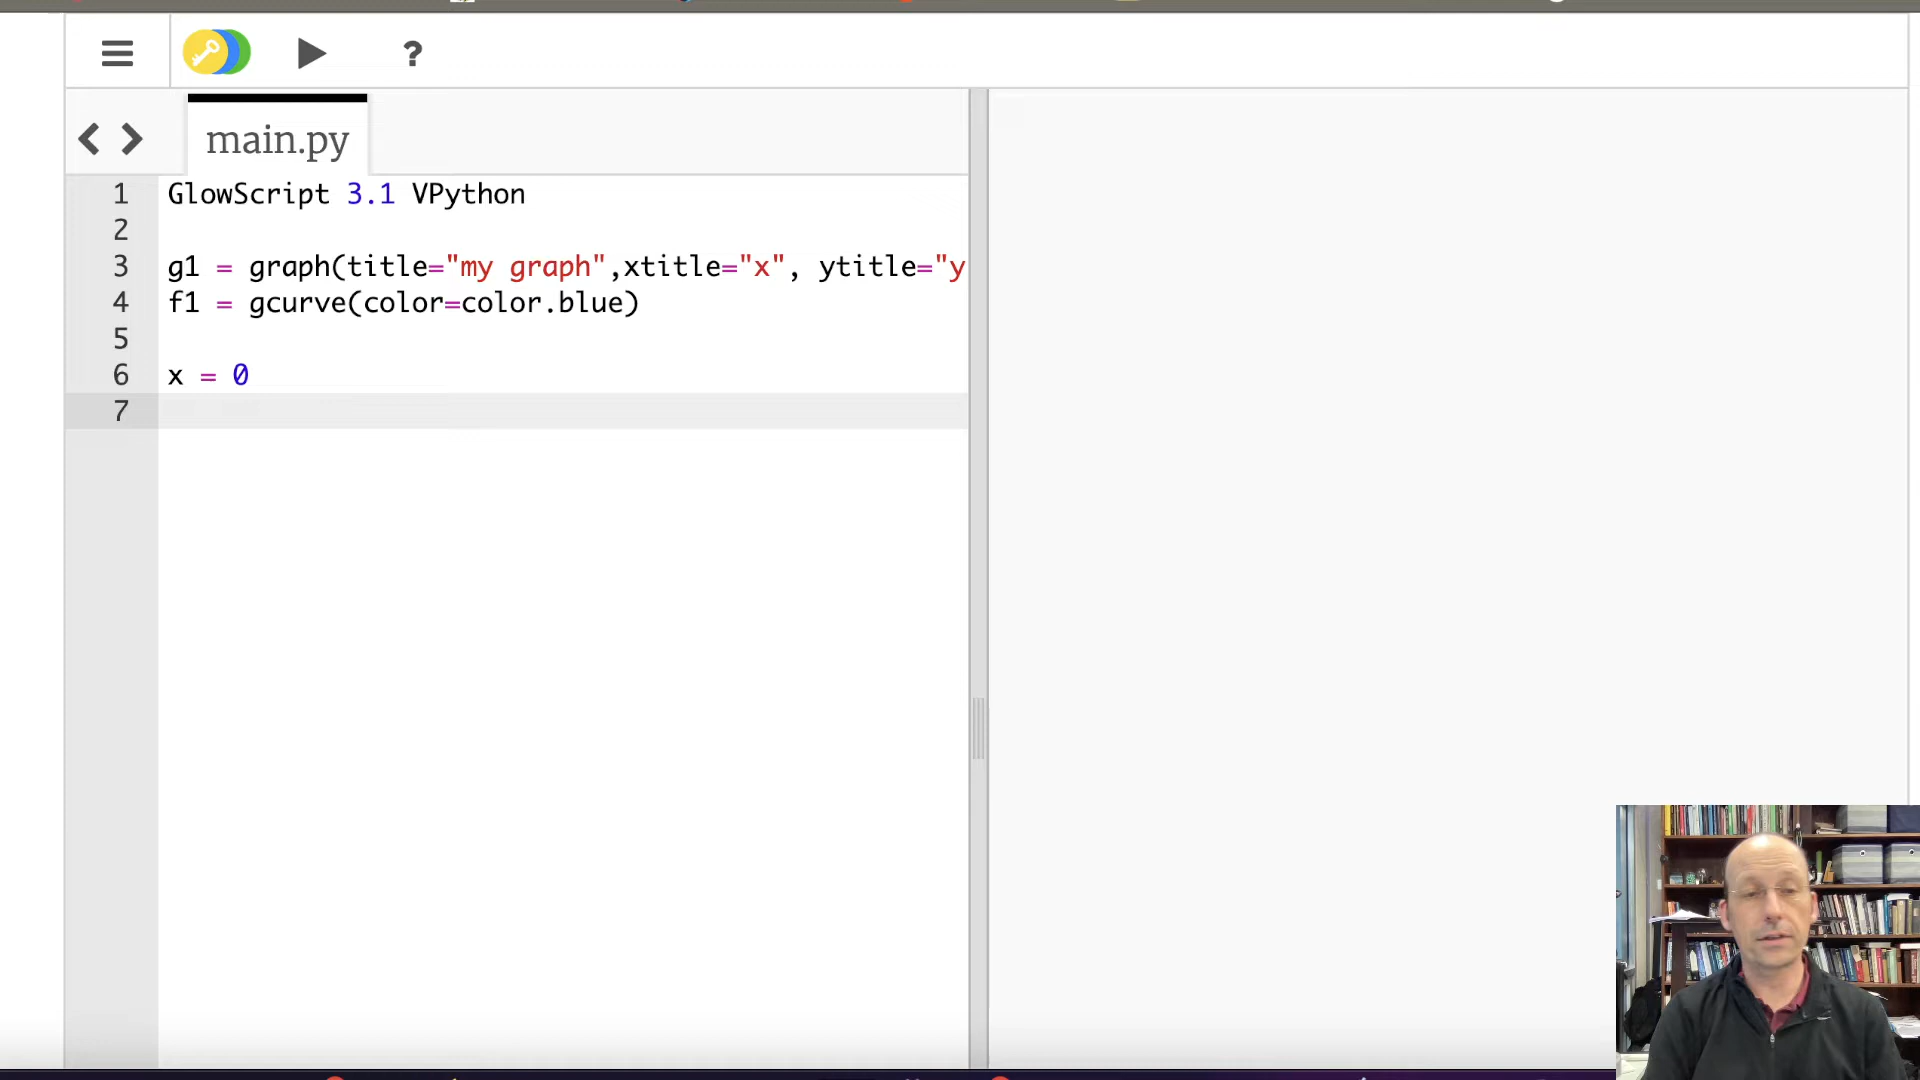 ?
main.py
1 GlowScript 3.1 VPython
2
3 g1 = graph(title="my graph",xtitle="x", ytitle="y
4 f1 = gcurve(color=color.blue)
5
6 x = 0
7